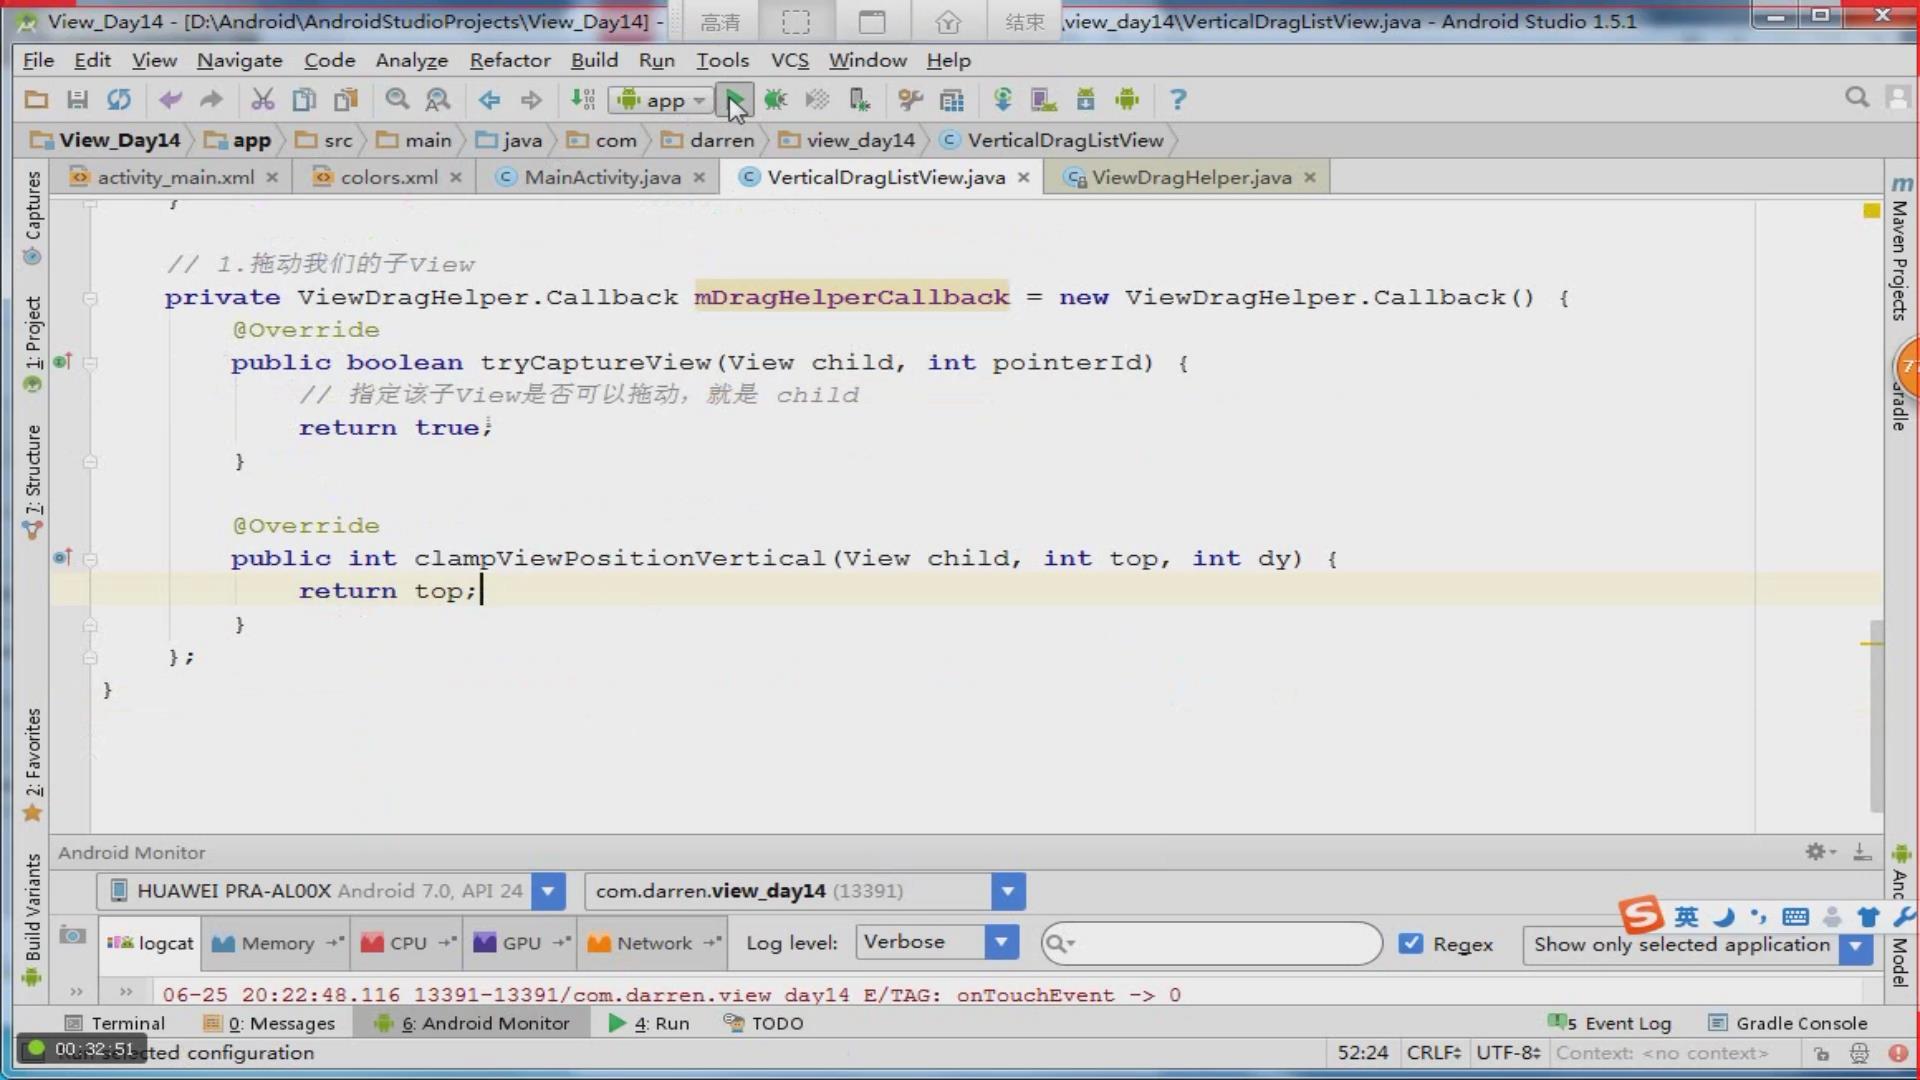 View_Day14 - [D:\Android\AndroidStudioProjects\View_Day14] -
高清
结束
\view_day14\VerticalDragListView.java - Android Studio 1.5.1
File Edit View Navigate Code Analyze Refactor Build Run Tools VCS Window Help
app
View_Day14 app src main java com darren view_day14 VerticalDragListView
activity_main.xml colors.xml MainActivity.java VerticalDragListView.java ViewDragHelper.java
Captures
1: Project
7: Structure
2: Favorites
Build Variants
}
// 1.拖动我们的子View
private ViewDragHelper.Callback mDragHelperCallback = new ViewDragHelper.Callback() {
@Override
public boolean tryCaptureView(View child, int pointerId) {
// 指定该子View是否可以拖动，就是 child
return true;
}
@Override
public int clampViewPositionVertical(View child, int top, int dy) {
return top;
}
};
}
Maven Projects
Model
Android Monitor
HUAWEI PRA-AL00X Android 7.0, API 24
com.darren.view_day14 (13391)
英
logcat Memory CPU GPU Network Log level: Verbose Regex Show only selected application
06-25 20:22:48.116 13391-13391/com.darren.view_day14 E/TAG: onTouchEvent -> 0
Terminal 0: Messages 6: Android Monitor 4: Run TODO 5 Event Log Gradle Console
00:32:51
selected configuration
52:24 CRLF UTF-8 Context: <no context>